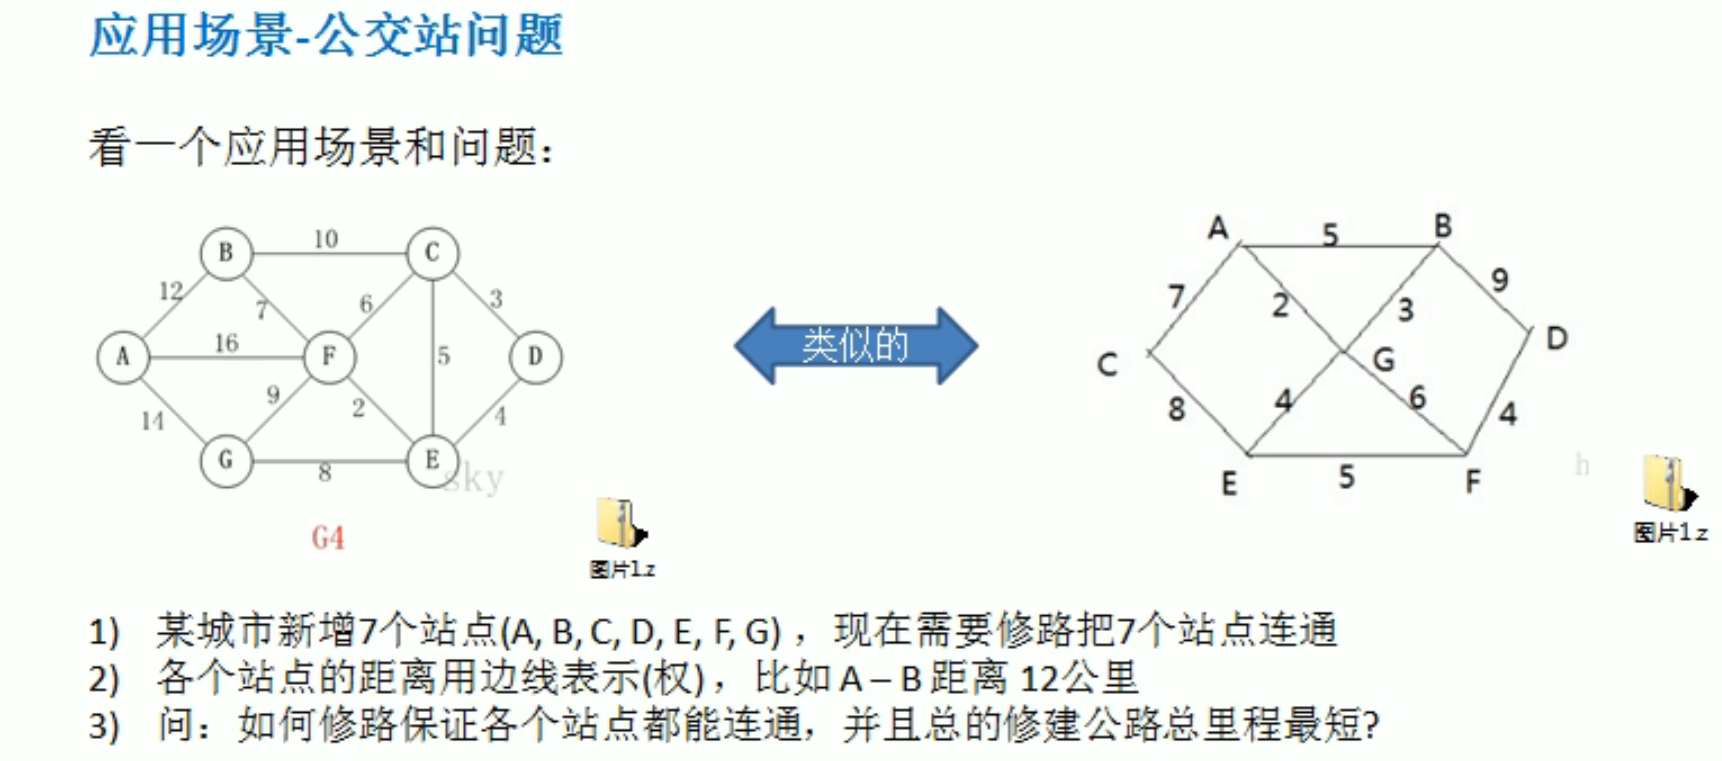 应用场景-公交站问题
看一个应用场景和问题：
B 10 C
12 7 6 3
A 16 F 5 D
14 9 2 4
G 8 E
sky
G4
图片1.z
类似的
A 5 B
7 2 3 9
C G D
8 4 6 4
E 5 F
h
图片1.z
1) 某城市新增7个站点(A, B, C, D, E, F, G) ，现在需要修路把7个站点连通
2) 各个站点的距离用边线表示(权) ，比如 A – B 距离 12公里
3) 问：如何修路保证各个站点都能连通，并且总的修建公路总里程最短?